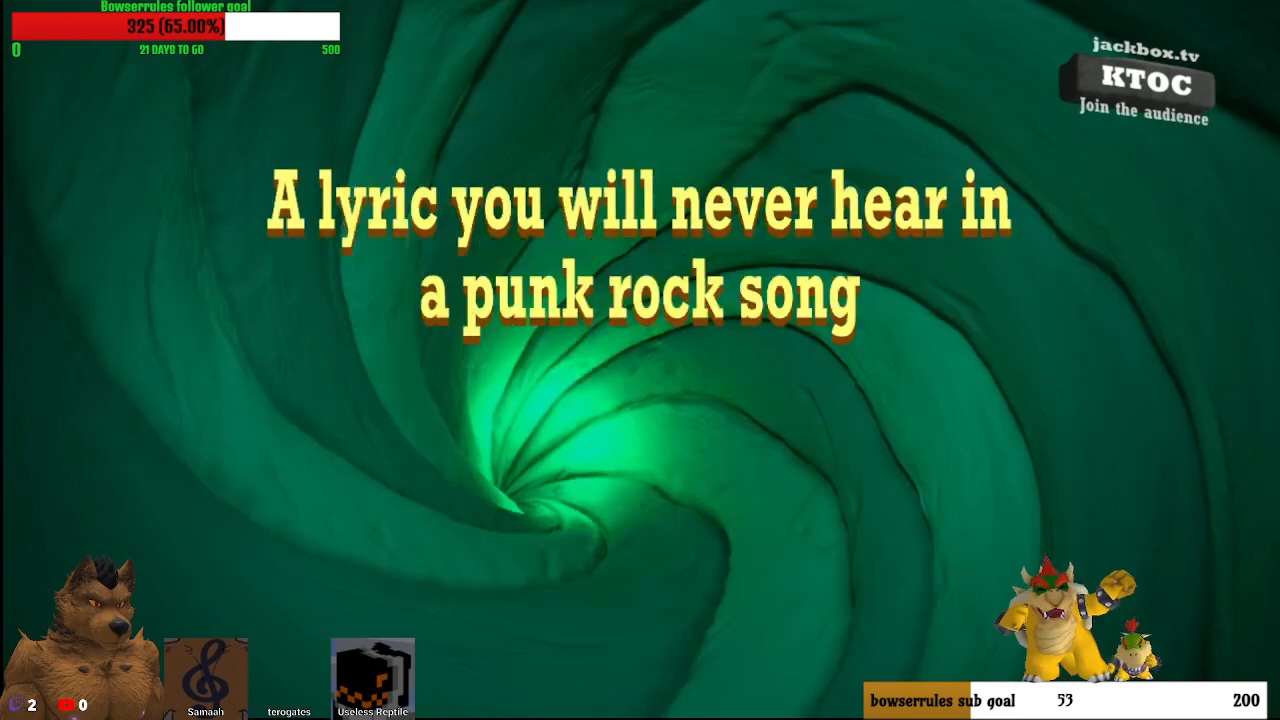 Bowserrules follower goal
325 (65.00%)
0
21 DAYS TO GO
500
jackbox.tv
KTOC
Join the audience
A lyric you will never hear in
a punk rock song
2
0
Samaah
terogates
Useless Reptile
bowserrules sub goal
53
200